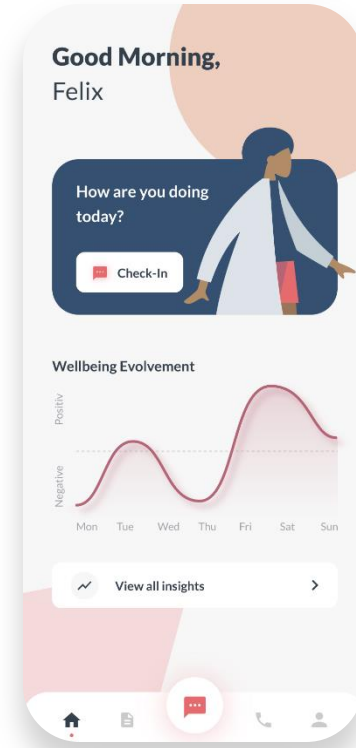 Good Morning,
Felix
How are you doing
today?
Check-In
Wellbeing Evolvement
Positiv
Negative
Mon Tue Wed Thu Fri Sat Sun
View all insights